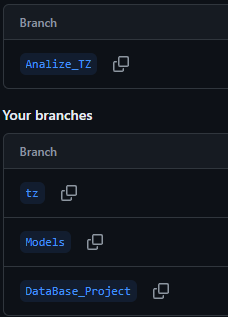 Branch
Analize_TZ
Your branches
Branch
tz
Models
DataBase_Project